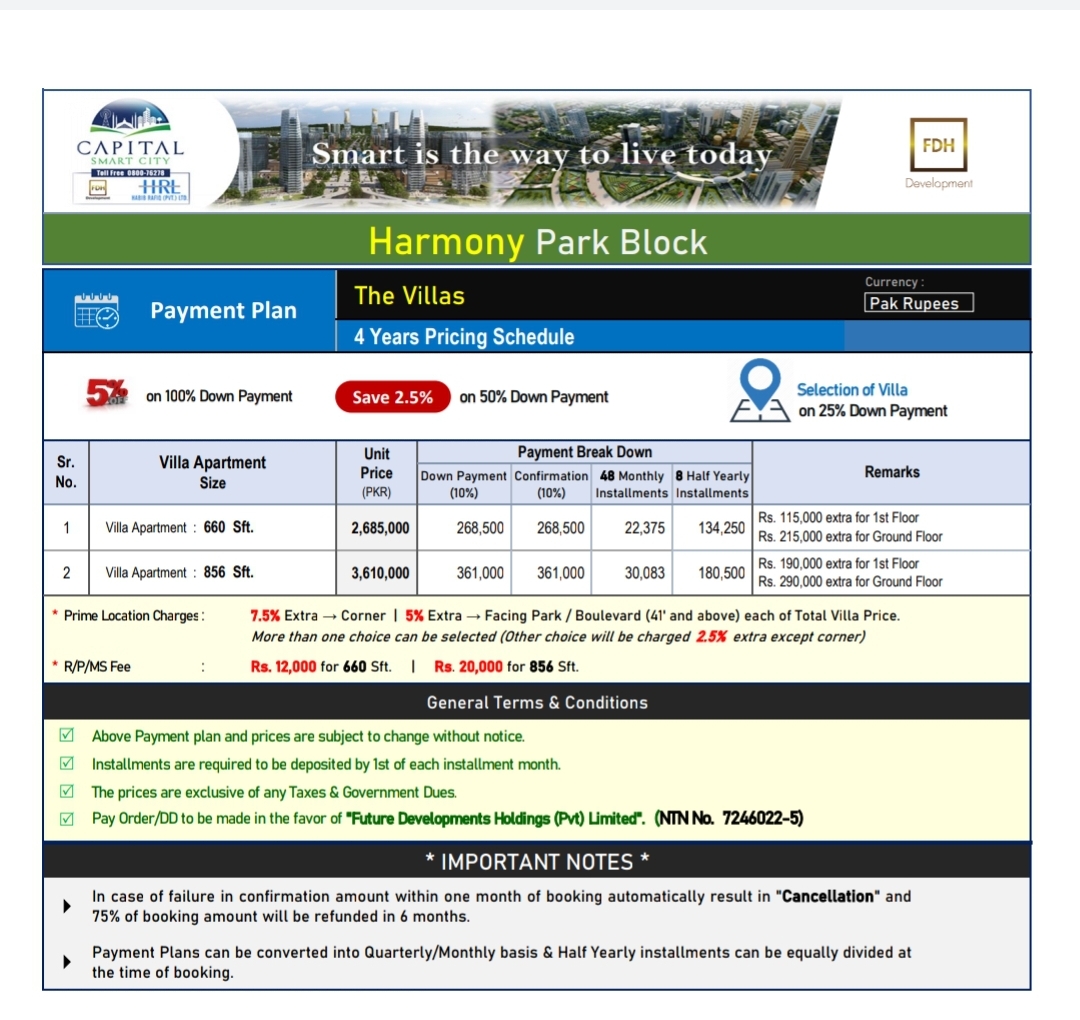 CAPITAL
SMART CITY
Toll Free 0800-76278
FDH
Development
HRL
HABIB RAFIQ (PVT.) LTD
Smart is the way to live today
FDH
Development
Harmony Park Block
Payment Plan
The Villas
Currency :
Pak Rupees
4 Years Pricing Schedule
5% OFF on 100% Down Payment
Save 2.5% on 50% Down Payment
Selection of Villa
on 25% Down Payment
Sr. No.
Villa Apartment Size
Unit Price (PKR)
Payment Break Down
Down Payment (10%)
Confirmation (10%)
48 Monthly Installments
8 Half Yearly Installments
Remarks
1 Villa Apartment : 660 Sft. 2,685,000 268,500 268,500 22,375 134,250 Rs. 115,000 extra for 1st Floor
Rs. 215,000 extra for Ground Floor
2 Villa Apartment : 856 Sft. 3,610,000 361,000 361,000 30,083 180,500 Rs. 190,000 extra for 1st Floor
Rs. 290,000 extra for Ground Floor
* Prime Location Charges : 7.5% Extra → Corner | 5% Extra → Facing Park / Boulevard (41' and above) each of Total Villa Price.
More than one choice can be selected (Other choice will be charged 2.5% extra except corner)
* R/P/MS Fee : Rs. 12,000 for 660 Sft. | Rs. 20,000 for 856 Sft.
General Terms & Conditions
Above Payment plan and prices are subject to change without notice.
Installments are required to be deposited by 1st of each installment month.
The prices are exclusive of any Taxes & Government Dues.
Pay Order/DD to be made in the favor of "Future Developments Holdings (Pvt) Limited". (NTN No. 7246022-5)
* IMPORTANT NOTES *
In case of failure in confirmation amount within one month of booking automatically result in "Cancellation" and
75% of booking amount will be refunded in 6 months.
Payment Plans can be converted into Quarterly/Monthly basis & Half Yearly installments can be equally divided at
the time of booking.